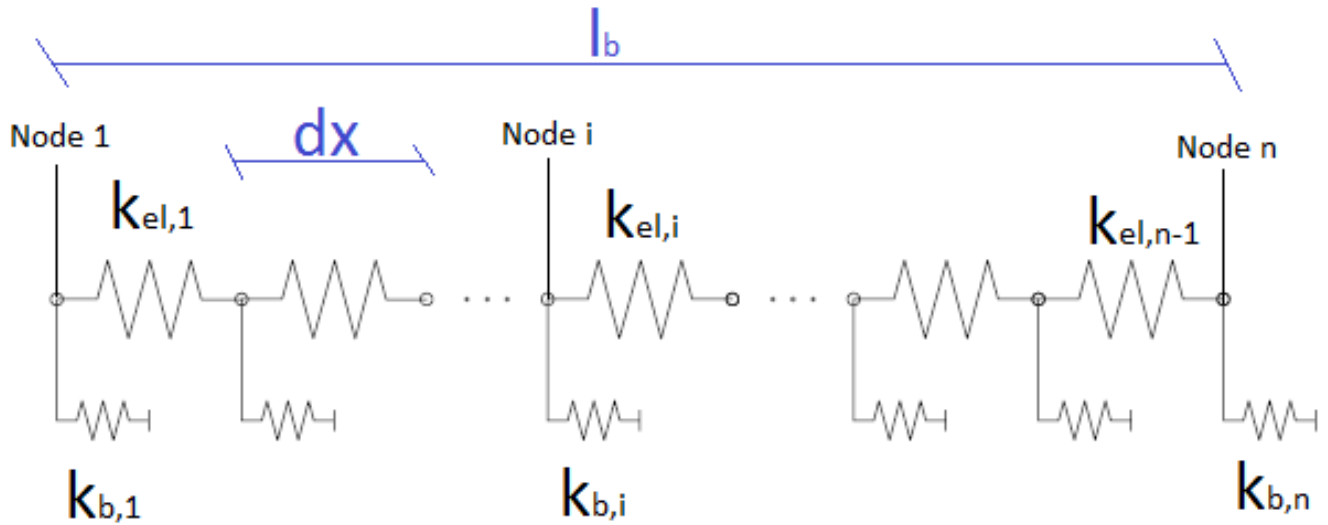 l_b
Node 1
dx
Node i
Node n
k_el,1
k_el,i
k_el,n-1
k_b,1
k_b,i
k_b,n